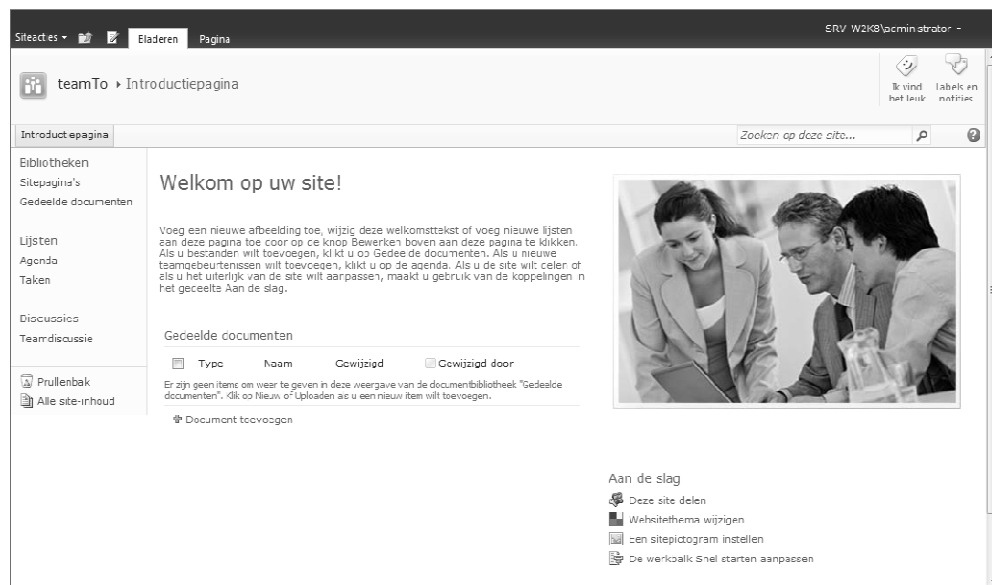 Siteacties
Bladeren
Pagina
SRV-W2K8\administrator
teamTo ▸ Introductiepagina
Ik vind het leuk
Labels en notities
Introductiepagina
Zoeken op deze site...
Bibliotheken
Sitepagina's
Gedeelde documenten
Lijsten
Agenda
Taken
Discussies
Teamdiscussie
Prullenbak
Alle site-inhoud
Welkom op uw site!
Voeg een nieuwe afbeelding toe, wijzig deze welkomsttekst of voeg nieuwe lijsten
aan deze pagina toe door op de knop Bewerken boven aan deze pagina te klikken.
Als u bestanden wilt toevoegen, klikt u op Gedeelde documenten. Als u nieuwe
teamgebeurtenissen wilt toevoegen, klikt u op de agenda. Als u de site wilt delen of
als u het uiterlijk van de site wilt aanpassen, maakt u gebruik van de koppelingen in
het gedeelte Aan de slag.
Gedeelde documenten
Type Naam Gewijzigd Gewijzigd door
Er zijn geen items om weer te geven in deze weergave van de documentbibliotheek "Gedeelde
documenten". Klik op Nieuw of Uploaden als u een nieuw item wilt toevoegen.
Document toevoegen
Aan de slag
Deze site delen
Websitethema wijzigen
Een sitepictogram instellen
De werkbalk Snel starten aanpassen